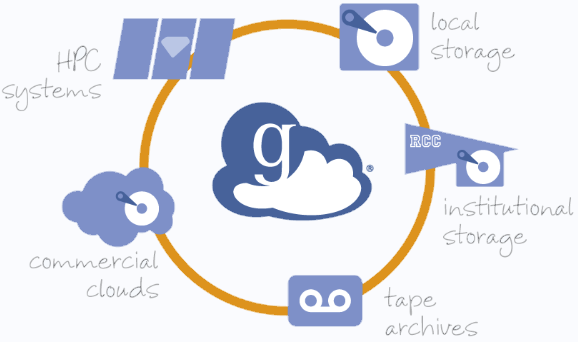 HPC
systems
local
storage
g®
RCC
institutional
storage
commercial
clouds
tape
archives